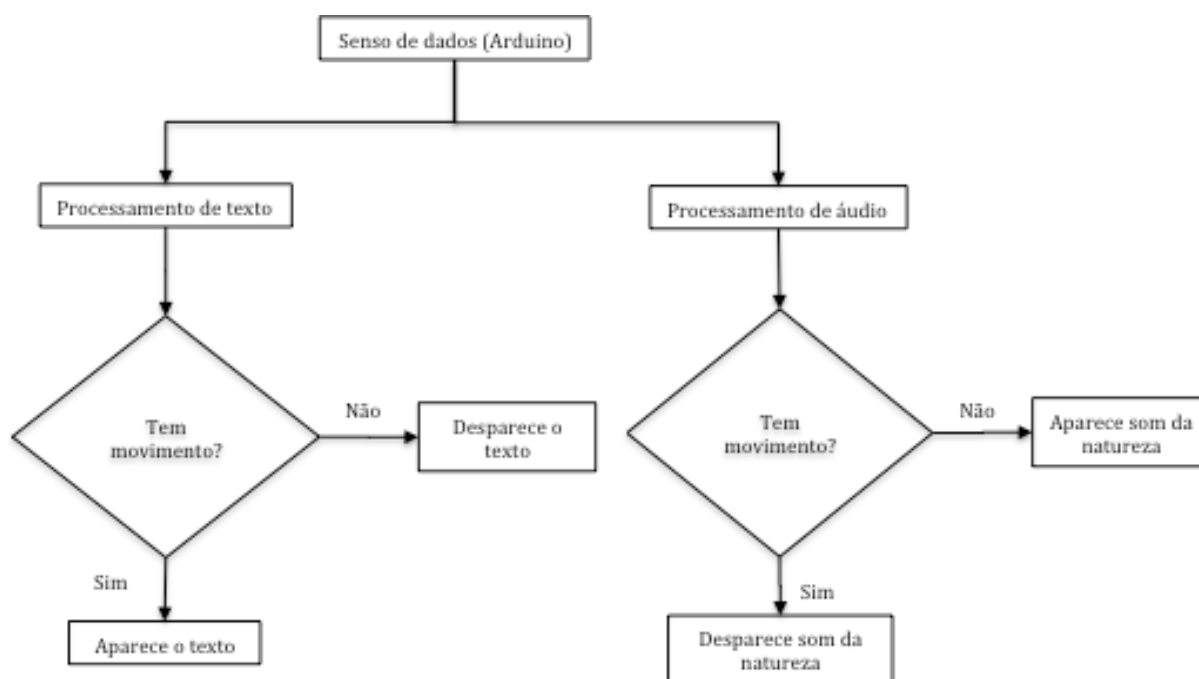 Senso de dados (Arduino)
Processamento de texto
Processamento de áudio
Tem
movimento?
Não
Desparece o
texto
Sim
Aparece o texto
Tem
movimento?
Não
Aparece som da
natureza
Sim
Desparece som da
natureza